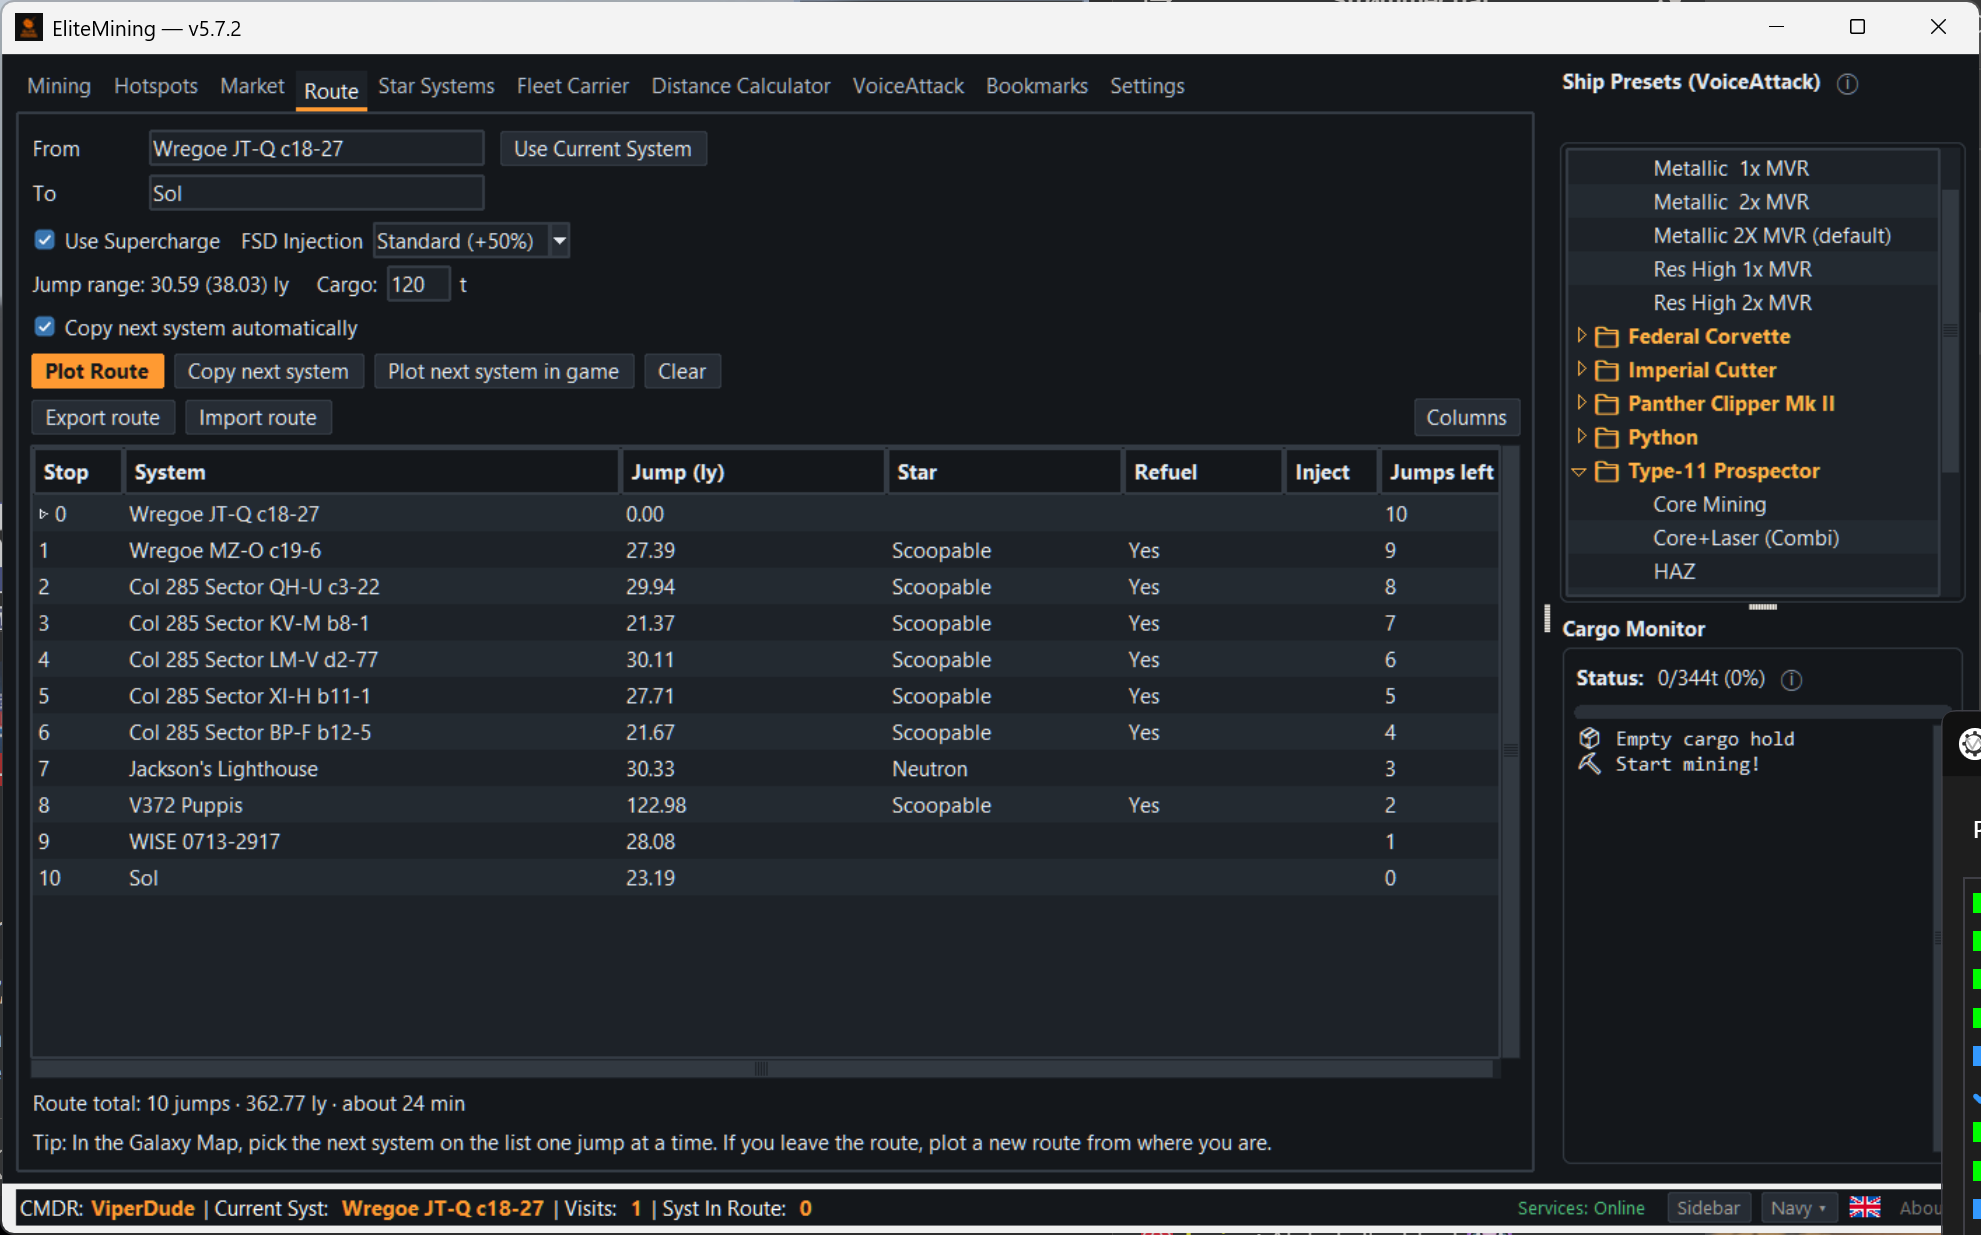 EliteMining — v5.7.2
Mining Hotspots Market Route Star Systems Fleet Carrier Distance Calculator VoiceAttack Bookmarks Settings
From Wregoe JT-Q c18-27 Use Current System
To Sol
Use Supercharge FSD Injection Standard (+50%)
Jump range: 30.59 (38.03) ly Cargo: 120 t
Copy next system automatically
Plot Route Copy next system Plot next system in game Clear
Export route Import route Columns
Stop System Jump (ly) Star Refuel Inject Jumps left
0 Wregoe JT-Q c18-27 0.00 10
1 Wregoe MZ-O c19-6 27.39 Scoopable Yes 9
2 Col 285 Sector QH-U c3-22 29.94 Scoopable Yes 8
3 Col 285 Sector KV-M b8-1 21.37 Scoopable Yes 7
4 Col 285 Sector LM-V d2-77 30.11 Scoopable Yes 6
5 Col 285 Sector XI-H b11-1 27.71 Scoopable Yes 5
6 Col 285 Sector BP-F b12-5 21.67 Scoopable Yes 4
7 Jackson's Lighthouse 30.33 Neutron 3
8 V372 Puppis 122.98 Scoopable Yes 2
9 WISE 0713-2917 28.08 1
10 Sol 23.19 0
Route total: 10 jumps · 362.77 ly · about 24 min
Tip: In the Galaxy Map, pick the next system on the list one jump at a time. If you leave the route, plot a new route from where you are.
Ship Presets (VoiceAttack)
Metallic 1x MVR
Metallic 2x MVR
Metallic 2X MVR (default)
Res High 1x MVR
Res High 2x MVR
Federal Corvette
Imperial Cutter
Panther Clipper Mk II
Python
Type-11 Prospector
Core Mining
Core+Laser (Combi)
HAZ
Cargo Monitor
Status: 0/344t (0%)
Empty cargo hold
Start mining!
CMDR: ViperDude | Current Syst: Wregoe JT-Q c18-27 | Visits: 1 | Syst In Route: 0
Services: Online Sidebar Navy Abou